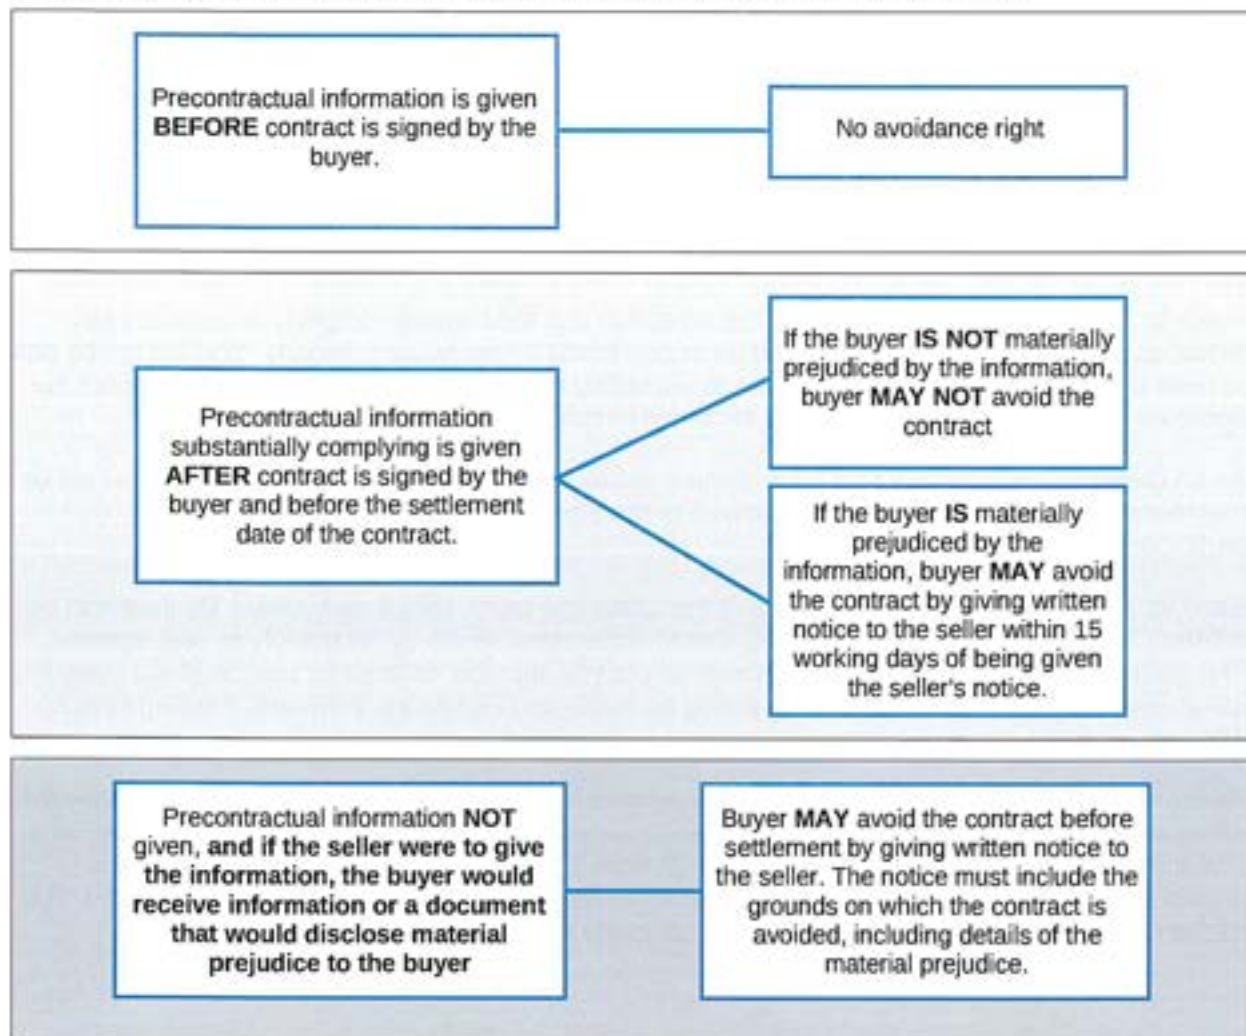 Precontractual information is given
BEFORE contract is signed by the
buyer.
No avoidance right
Precontractual information
substantially complying is given
AFTER contract is signed by the
buyer and before the settlement
date of the contract.
If the buyer IS NOT materially
prejudiced by the information,
buyer MAY NOT avoid the
contract
If the buyer IS materially
prejudiced by the
information, buyer MAY avoid
the contract by giving written
notice to the seller within 15
working days of being given
the seller's notice.
Precontractual information NOT
given, and if the seller were to give
the information, the buyer would
receive information or a document
that would disclose material
prejudice to the buyer
Buyer MAY avoid the contract before
settlement by giving written notice to
the seller. The notice must include the
grounds on which the contract is
avoided, including details of the
material prejudice.